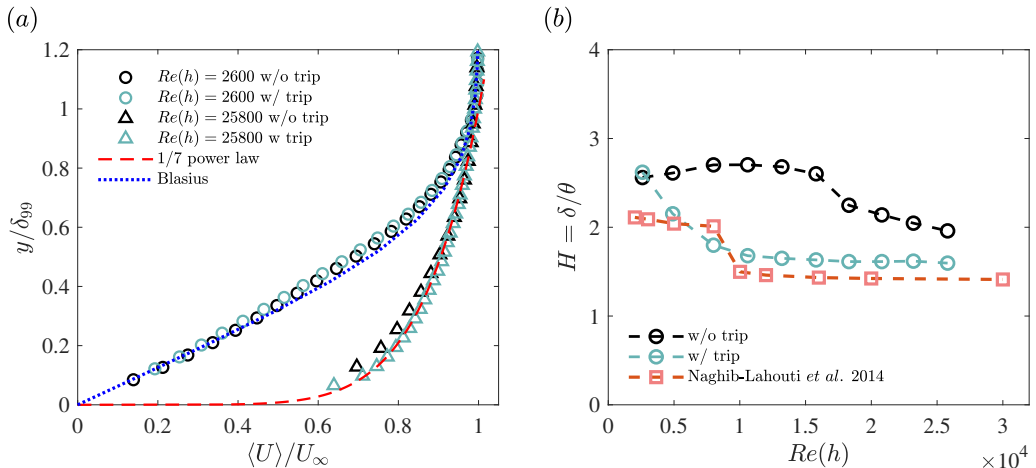 (a)
1.2
1
0.8
0.6
0.4
0.2
0
y/δ99
Re(h) = 2600 w/o trip
Re(h) = 2600 w/ trip
Re(h) = 25800 w/o trip
Re(h) = 25800 w trip
1/7 power law
Blasius
0 0.2 0.4 0.6 0.8 1
⟨U⟩/U∞
(b)
4
3
2
1
0
H = δ/θ
w/o trip
w/ trip
Naghib-Lahouti et al. 2014
0 0.5 1 1.5 2 2.5 3
Re(h) ×10⁴